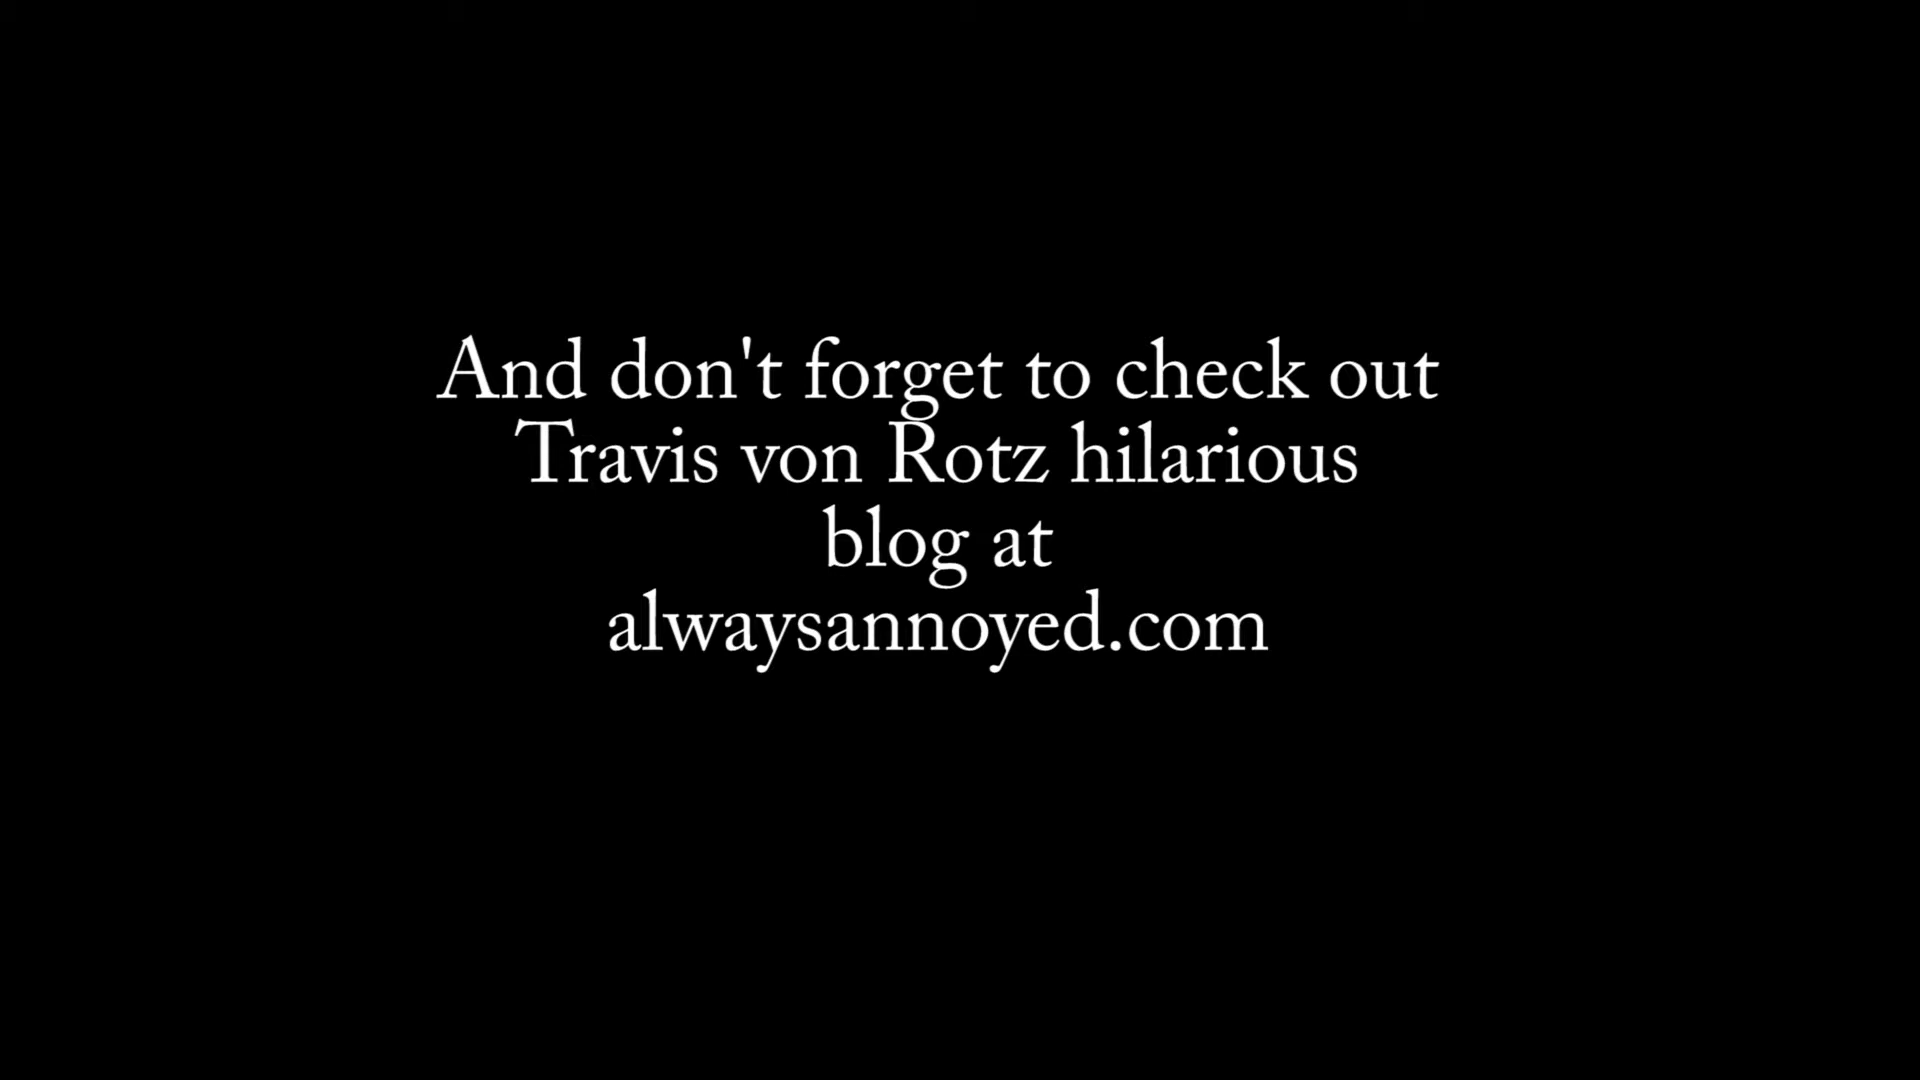 And don't forget to check out
Travis von Rotz hilarious
blog at
alwaysannoyed.com